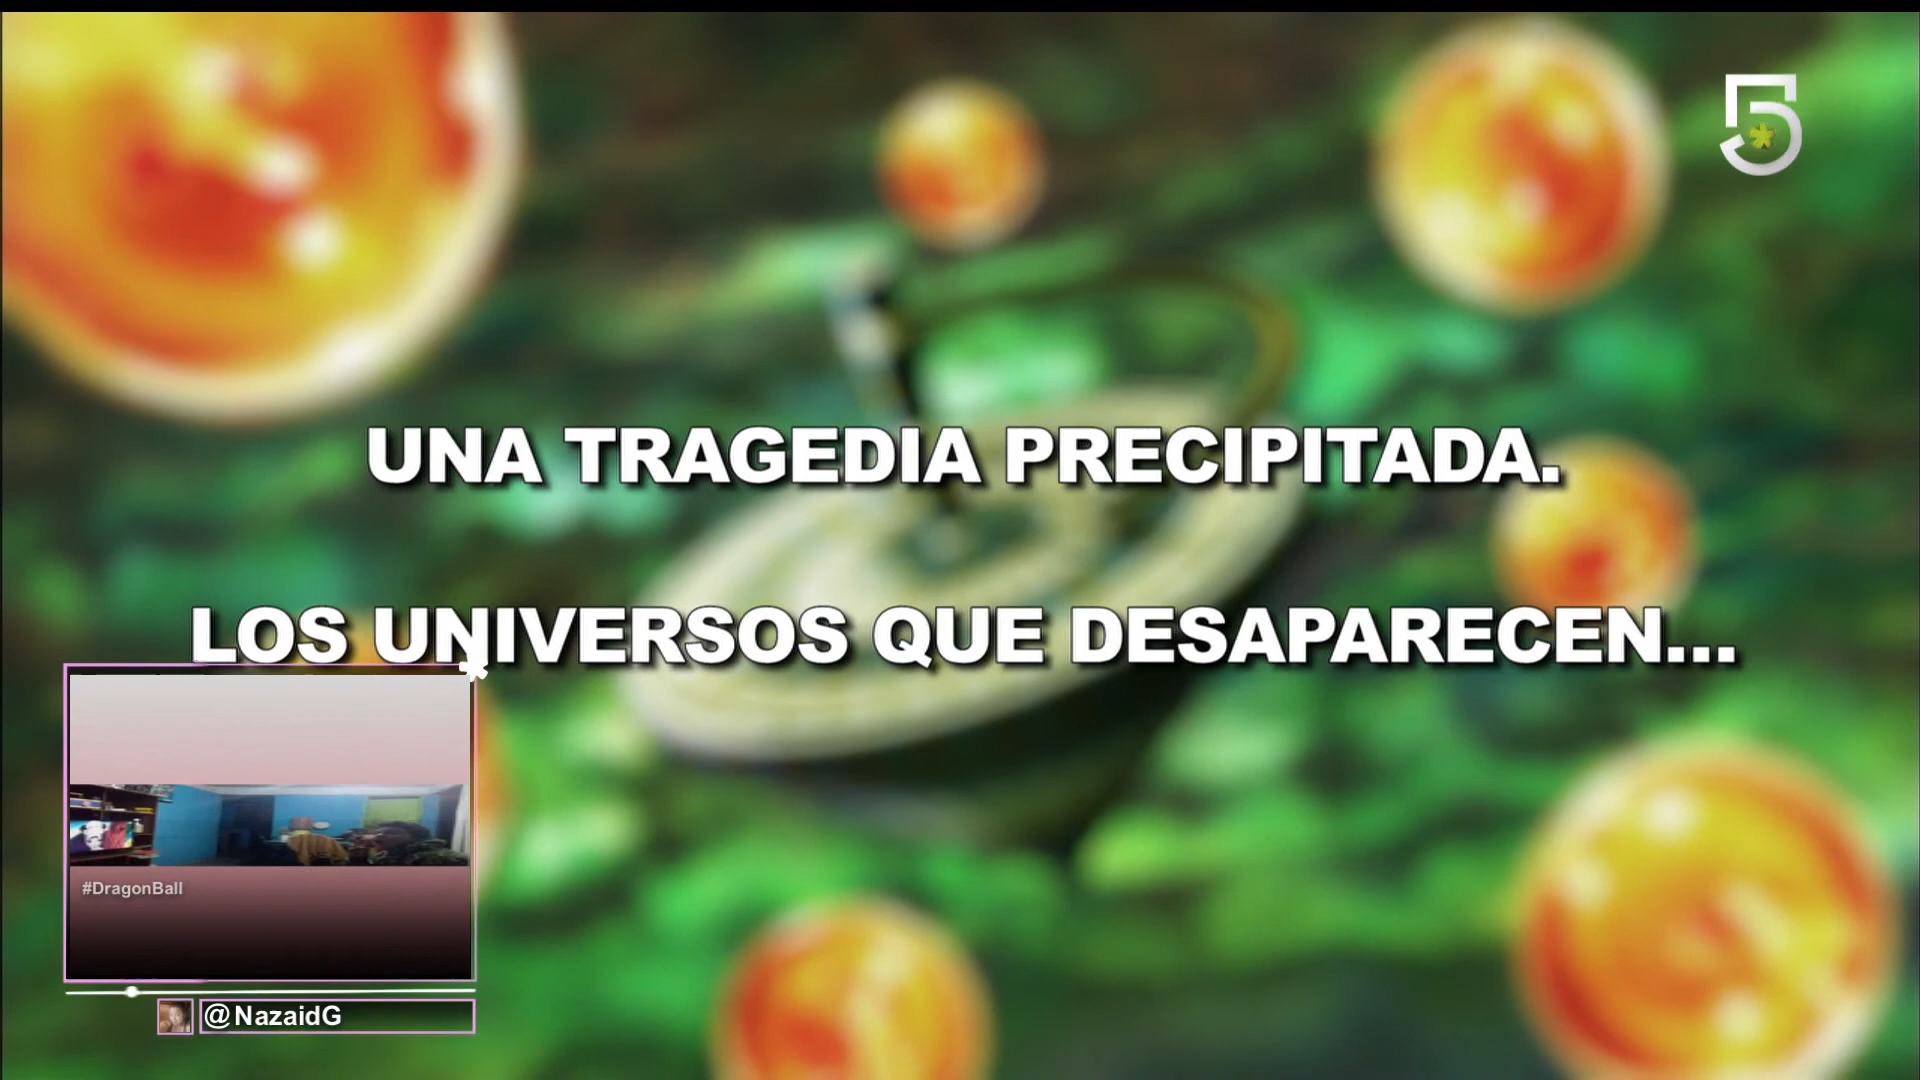 5
UNA TRAGEDIA PRECIPITADA.
LOS UNIVERSOS QUE DESAPARECEN...
#DragonBall
@NazaidG